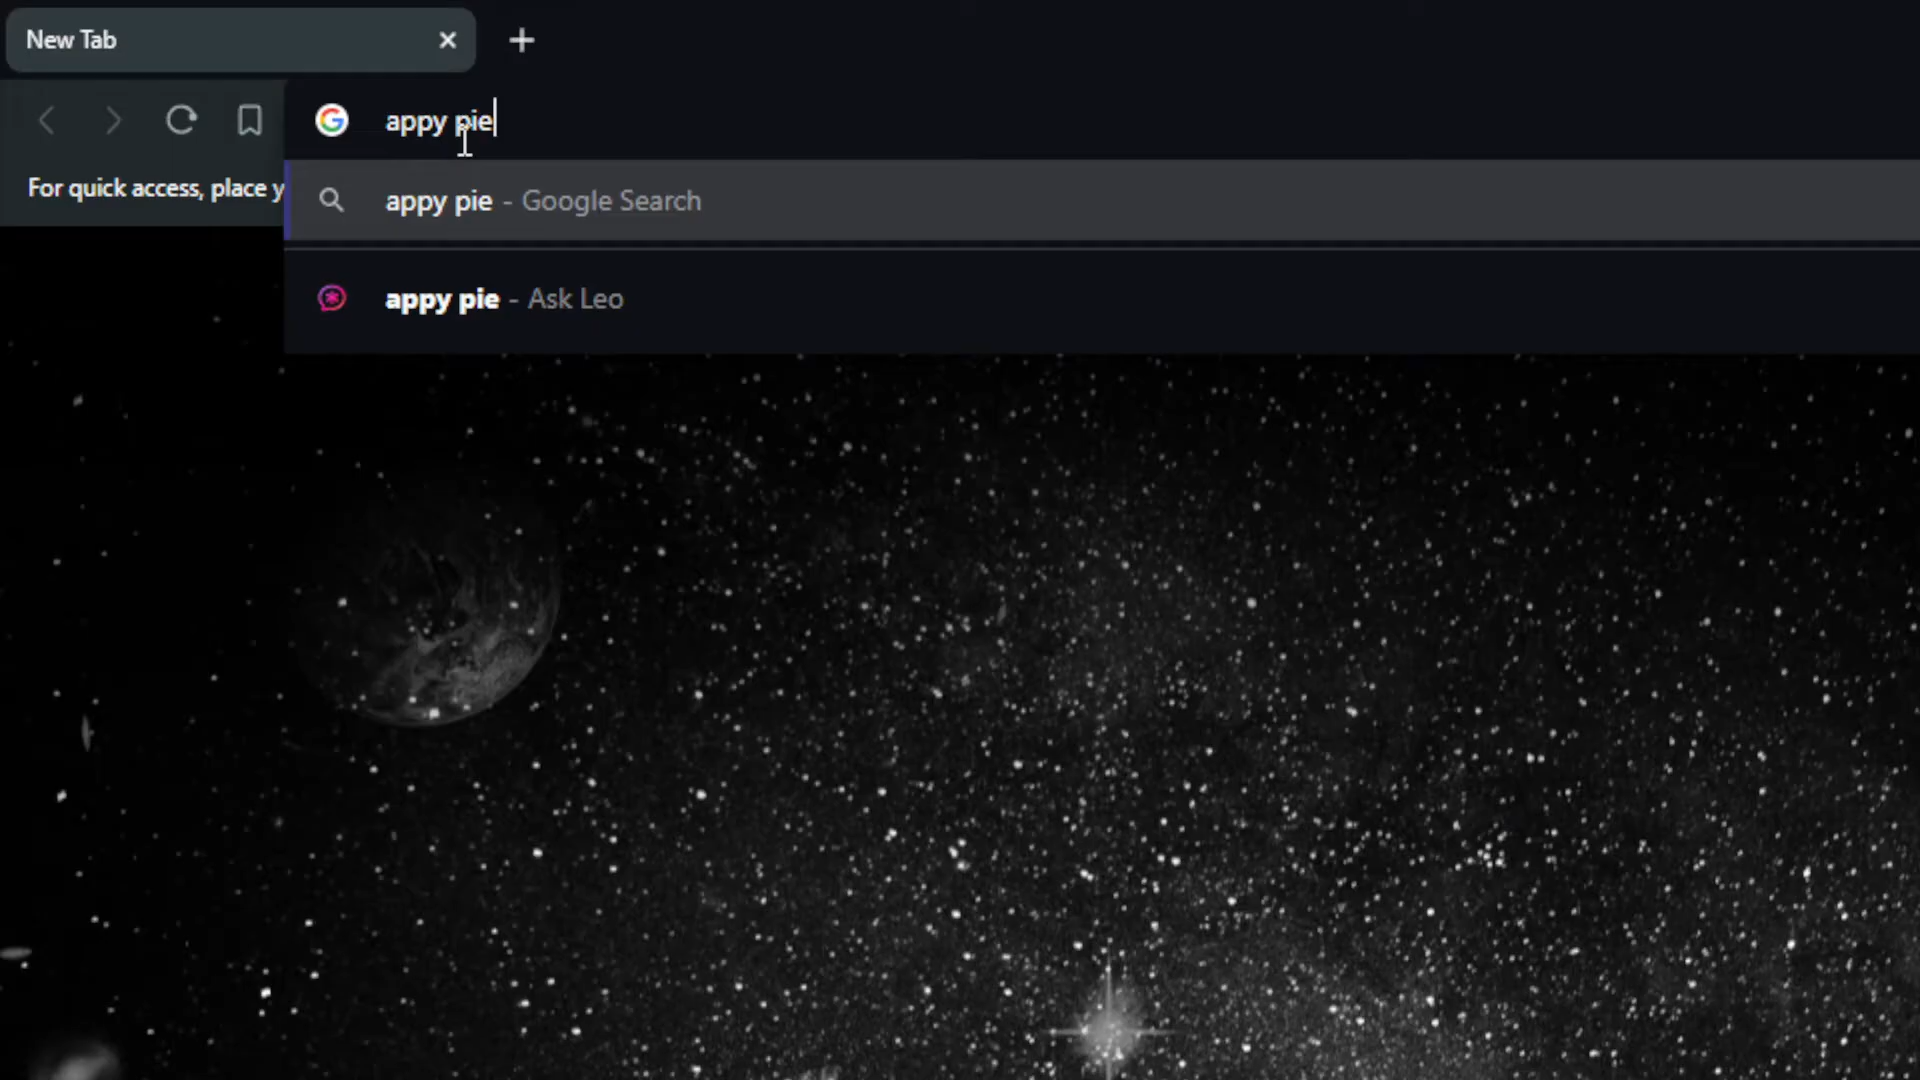 New Tab
appy pie
For quick access, place y
appy pie - Google Search
appy pie - Ask Leo